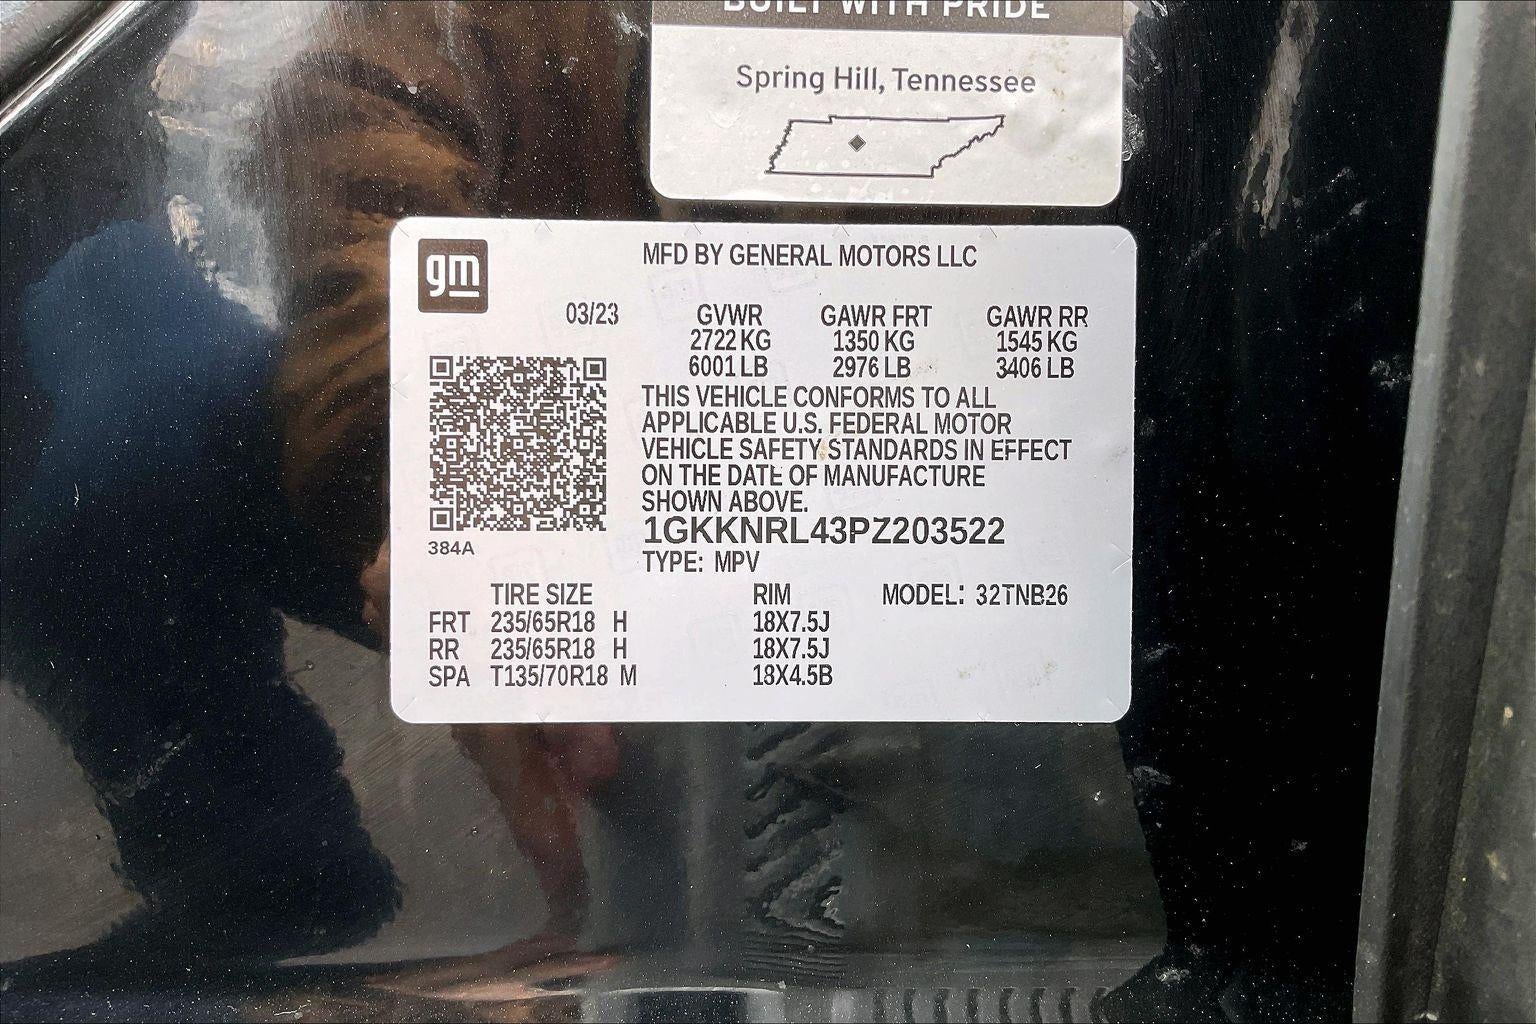 BUILT WITH PRIDE
Spring Hill, Tennessee
gm
MFD BY GENERAL MOTORS LLC
03/23 GVWR GAWR FRT GAWR RR
2722 KG 1350 KG 1545 KG
6001 LB 2976 LB 3406 LB
THIS VEHICLE CONFORMS TO ALL
APPLICABLE U.S. FEDERAL MOTOR
VEHICLE SAFETY STANDARDS IN EFFECT
ON THE DATE OF MANUFACTURE
SHOWN ABOVE.
1GKKNRL43PZ203522
384A
TYPE: MPV
TIRE SIZE RIM MODEL: 32TNB26
FRT 235/65R18 H 18X7.5J
RR 235/65R18 H 18X7.5J
SPA T135/70R18 M 18X4.5B